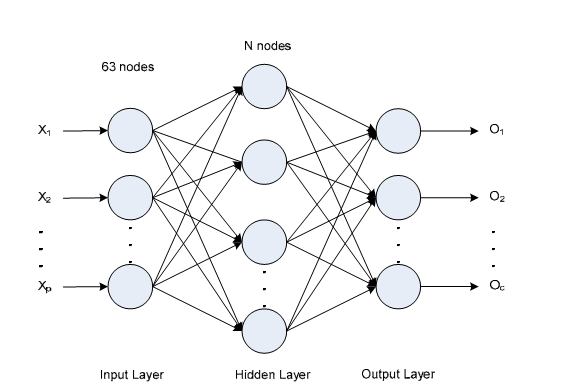 N nodes
63 nodes
X1 O1
X2 O2
Xp Oc
Input Layer Hidden Layer Output Layer